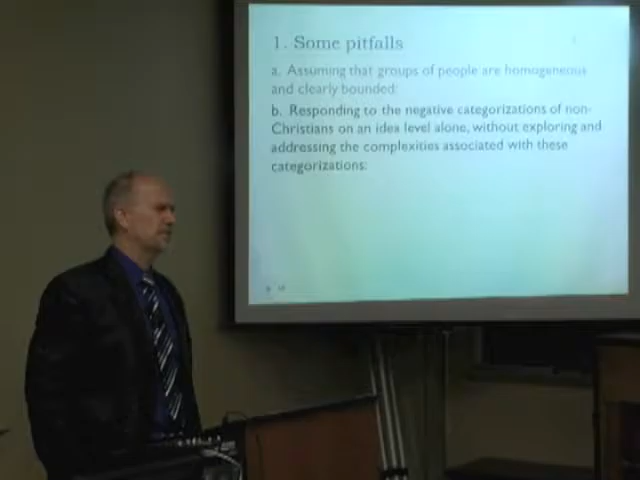 1. Some pitfalls
a. Assuming that groups of people are homogeneous
and clearly bounded:
b. Responding to the negative categorizations of non-
Christians on an idea level alone, without exploring and
addressing the complexities associated with these
categorizations: